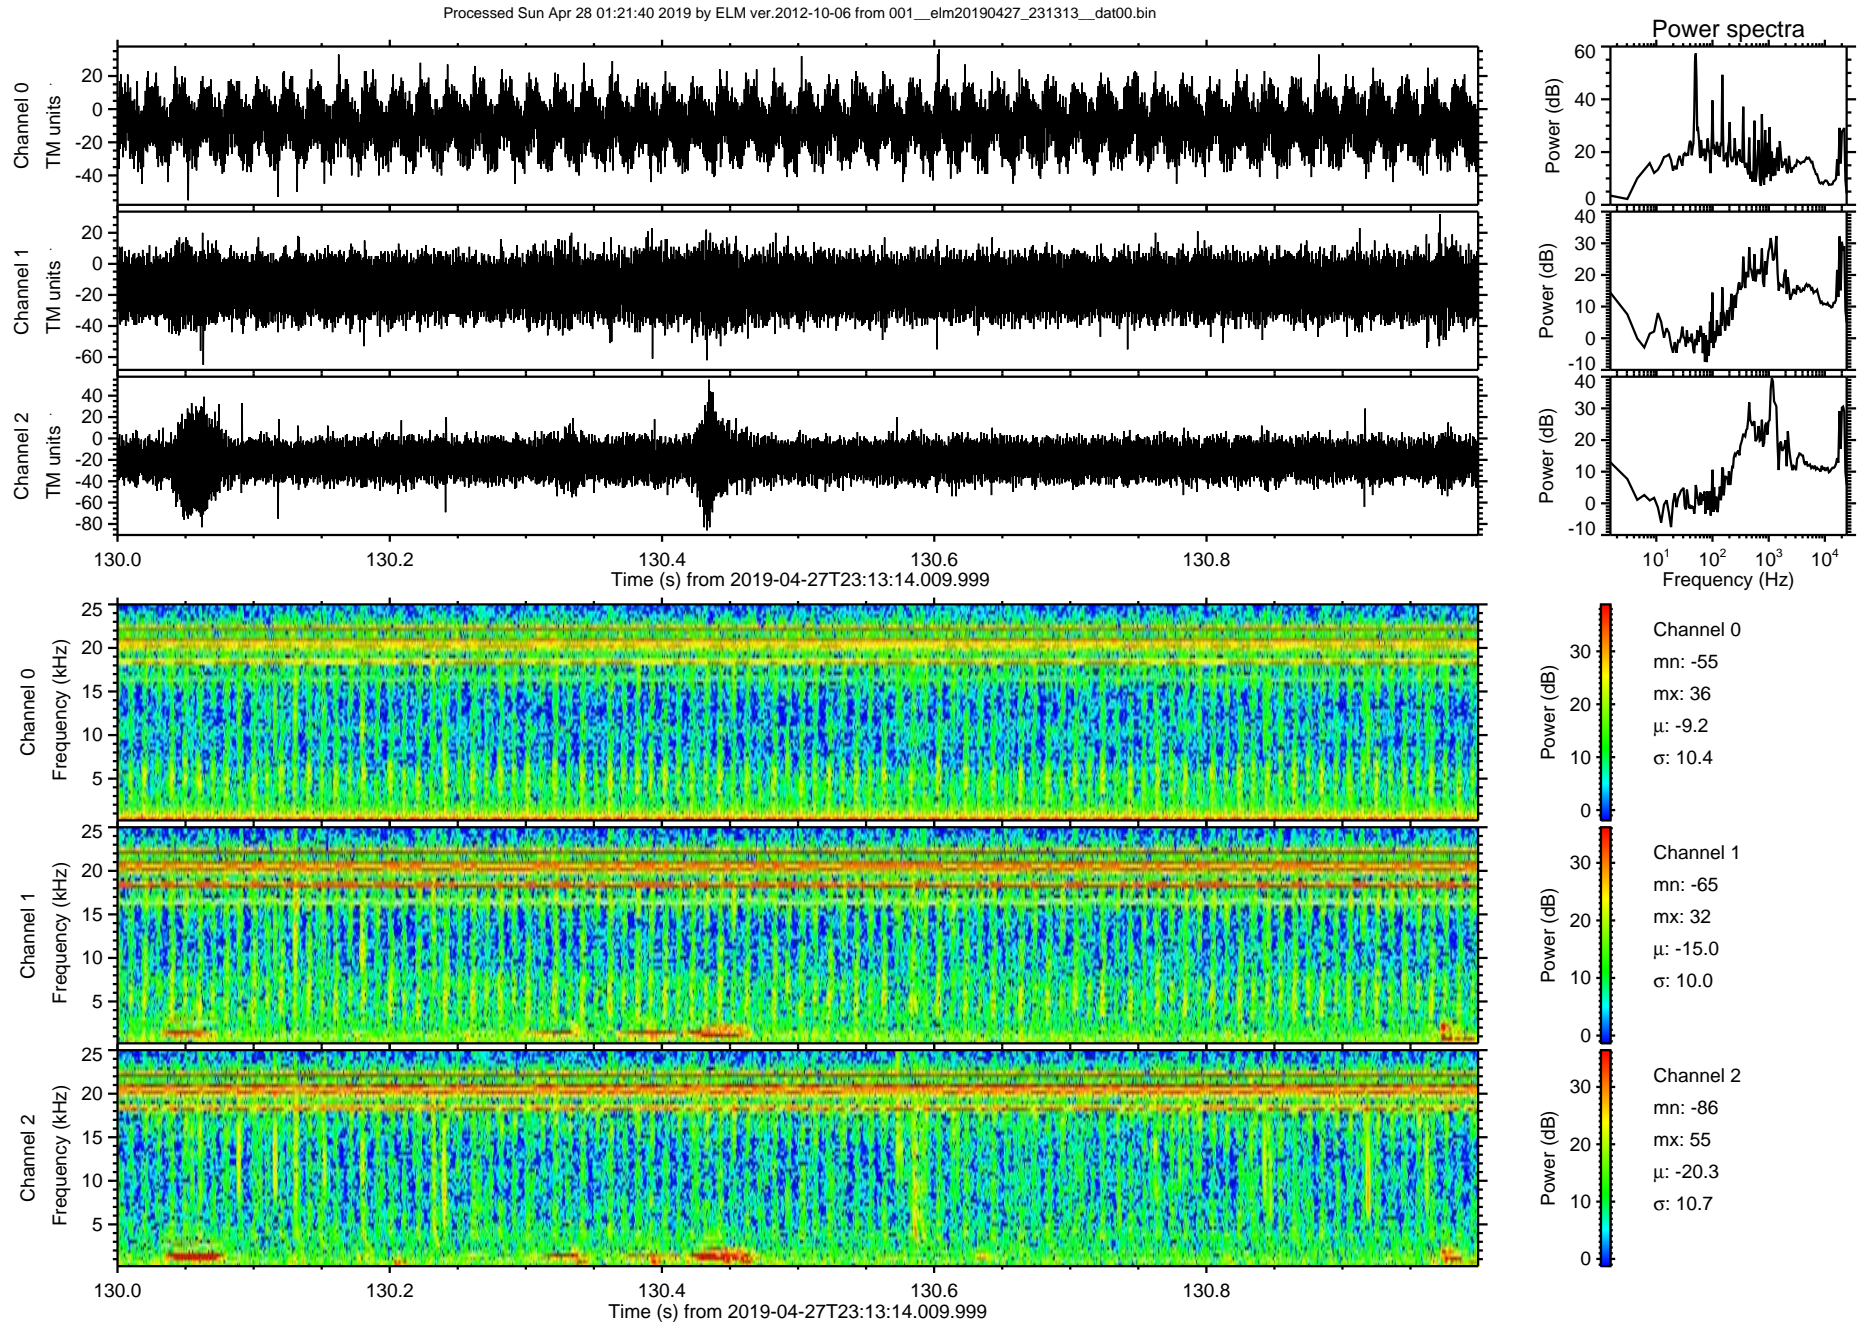 Processed Sun Apr 28 01:21:40 2019 by ELM ver.2012-10-06 from 001__elm20190427_231313__dat00.bin
Power spectra
Channel 0
TM units
20
0
-20
-40
Power (dB)
60
40
20
0
Channel 1
TM units
20
0
-20
-40
-60
Power (dB)
40
30
20
10
0
-10
Channel 2
TM units
40
20
0
-20
-40
-60
-80
Power (dB)
40
30
20
10
0
-10
130.0 130.2 130.4 130.6 130.8
Time (s) from 2019-04-27T23:13:14.009.999
10¹ 10² 10³ 10⁴
Frequency (Hz)
Channel 0
Frequency (kHz)
25
20
15
10
5
Power (dB)
30
20
10
0
Channel 0
mn: -55
mx: 36
μ: -9.2
σ: 10.4
Channel 1
Frequency (kHz)
25
20
15
10
5
Power (dB)
30
20
10
0
Channel 1
mn: -65
mx: 32
μ: -15.0
σ: 10.0
Channel 2
Frequency (kHz)
25
20
15
10
5
Power (dB)
30
20
10
0
Channel 2
mn: -86
mx: 55
μ: -20.3
σ: 10.7
130.0 130.2 130.4 130.6 130.8
Time (s) from 2019-04-27T23:13:14.009.999